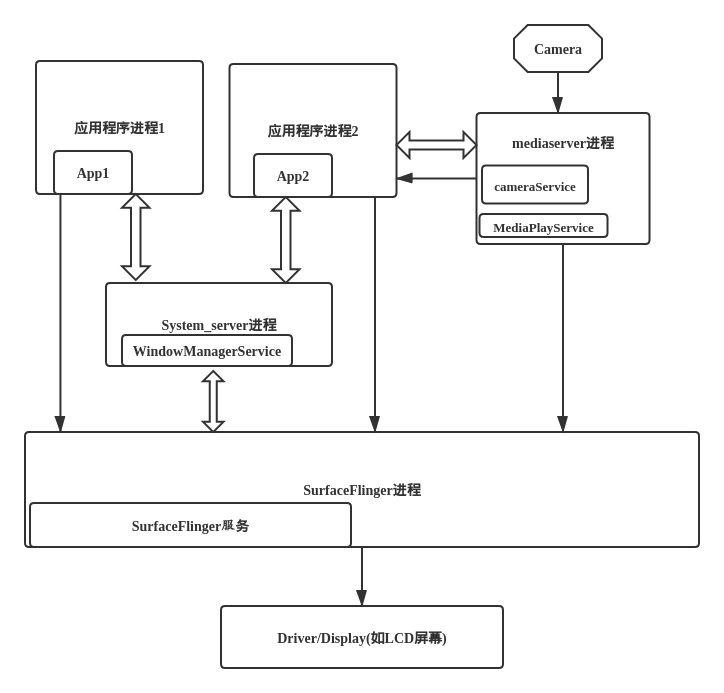 Camera
应用程序进程1
应用程序进程2
mediaserver进程
App1
App2
cameraService
MediaPlayService
System_server进程
WindowManagerService
SurfaceFlinger进程
SurfaceFlinger服务
Driver/Display(如LCD屏幕)